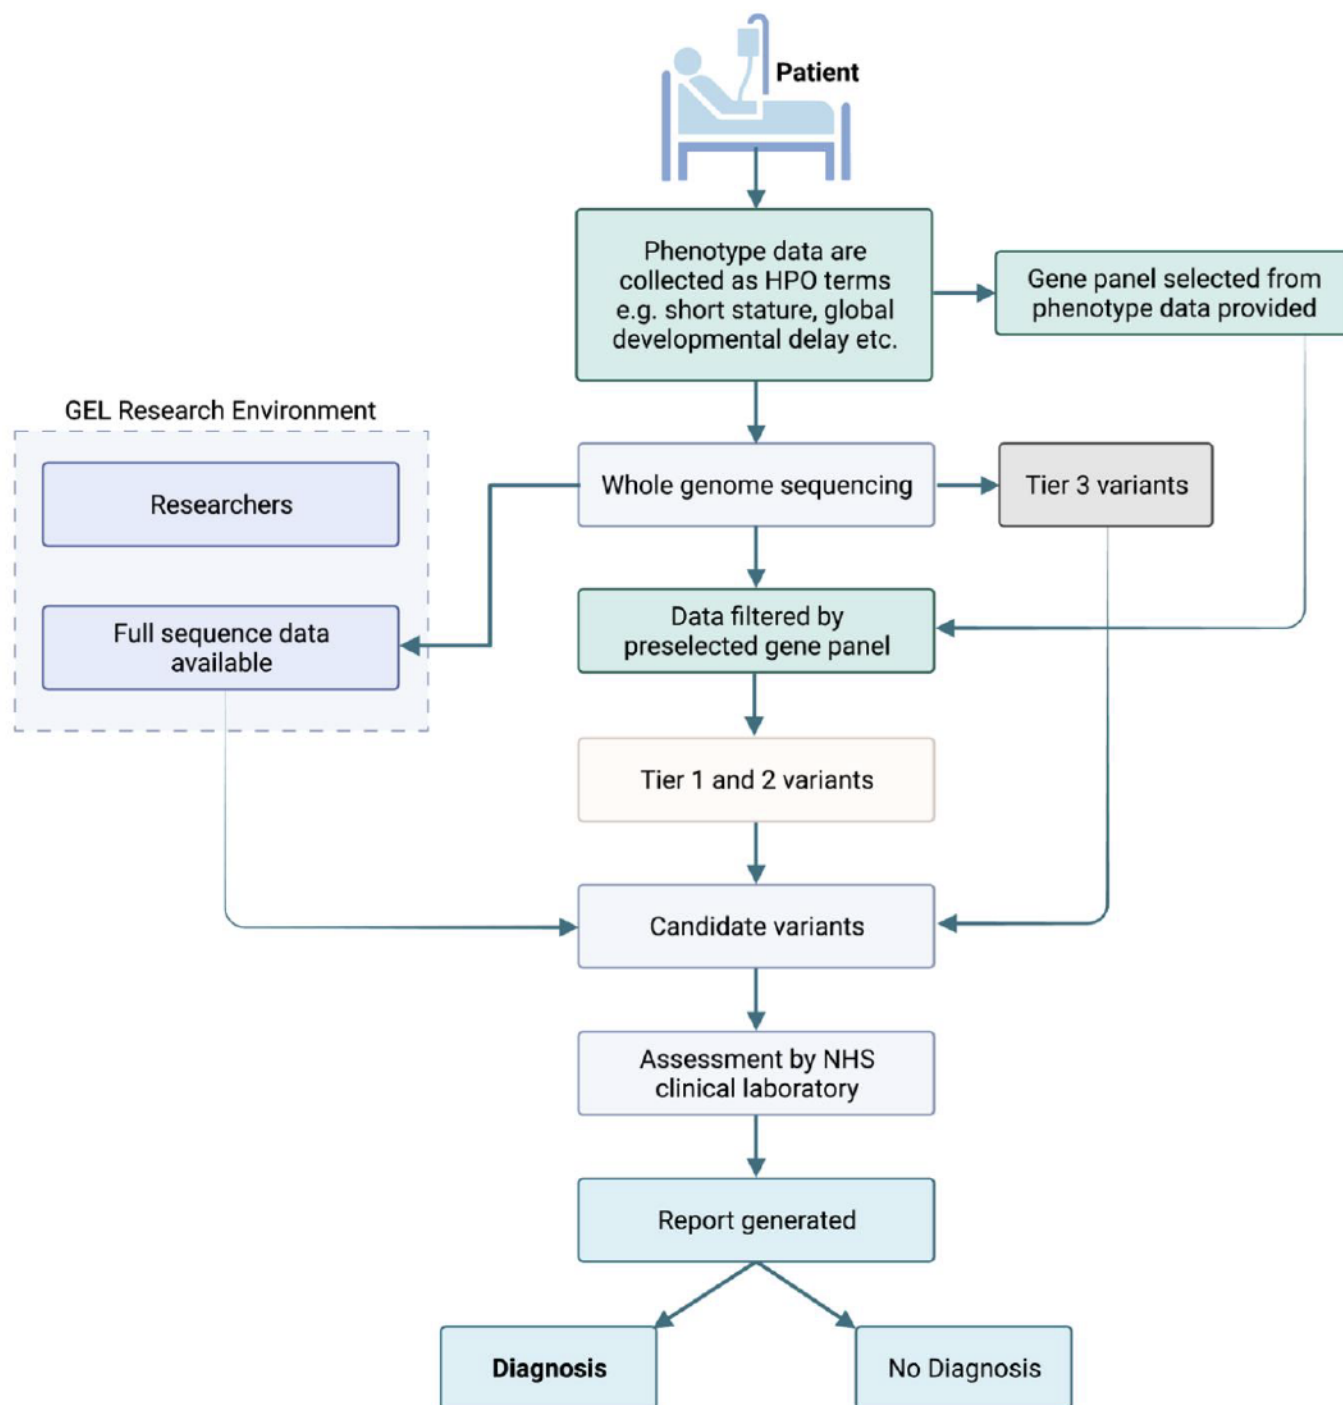 Patient
Phenotype data are
collected as HPO terms
e.g. short stature, global
developmental delay etc.
Gene panel selected from
phenotype data provided
GEL Research Environment
Researchers
Whole genome sequencing
Tier 3 variants
Full sequence data
available
Data filtered by
preselected gene panel
Tier 1 and 2 variants
Candidate variants
Assessment by NHS
clinical laboratory
Report generated
Diagnosis
No Diagnosis